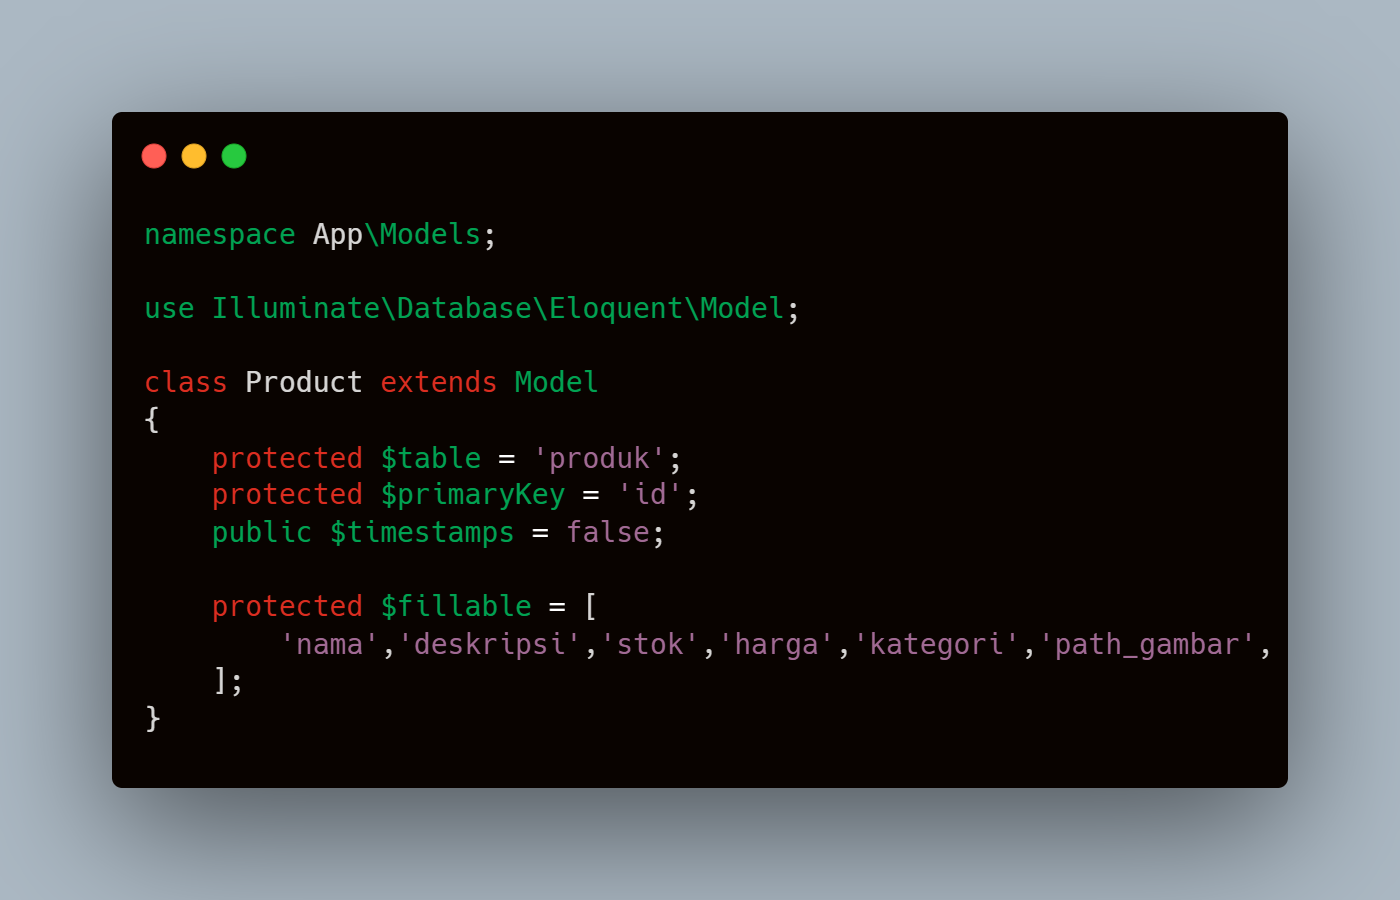 namespace App\Models;
use Illuminate\Database\Eloquent\Model;
class Product extends Model
{
    protected $table = 'produk';
    protected $primaryKey = 'id';
    public $timestamps = false;
    protected $fillable = [
        'nama','deskripsi','stok','harga','kategori','path_gambar',
    ];
}